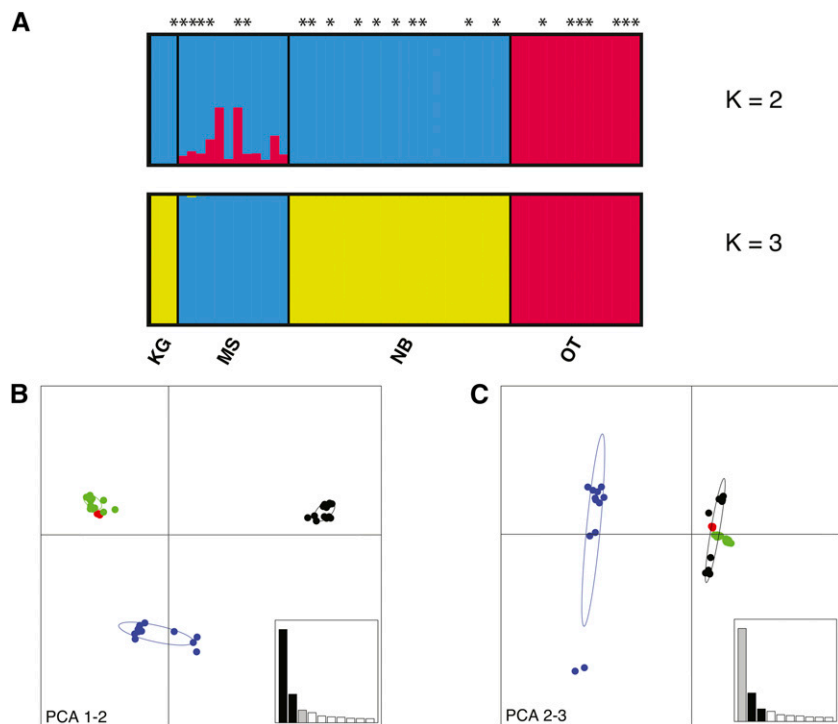 A
***** ** ** * * * * ** * * * *** ***
K = 2
K = 3
KG MS NB OT
B
PCA 1-2
C
PCA 2-3